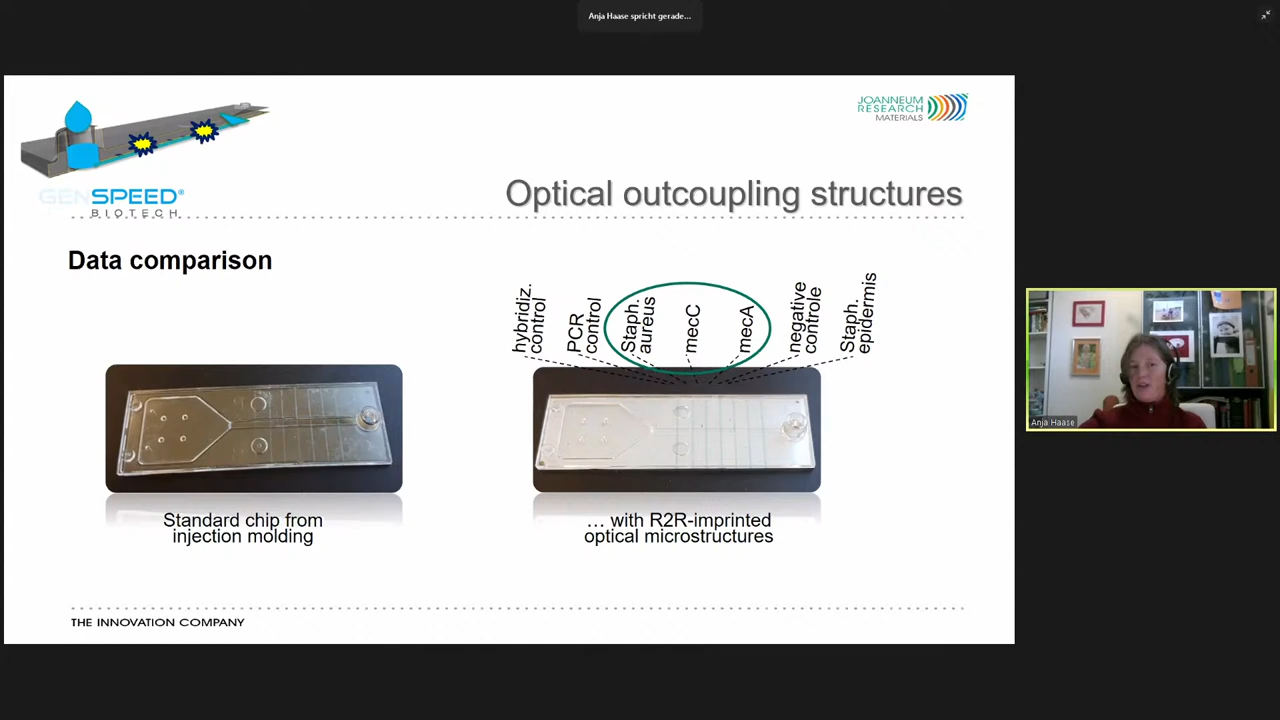 Anja Haase spricht gerade...
JOANNEUM
RESEARCH
MATERIALS
GENSPEED®
BIOTECH
Optical outcoupling structures
Data comparison
hybridiz.
control
PCR
control
Staph.
aureus
mecC
mecA
negative
controle
Staph.
epidermis
Standard chip from
injection molding
… with R2R-imprinted
optical microstructures
Anja Haase
THE INNOVATION COMPANY